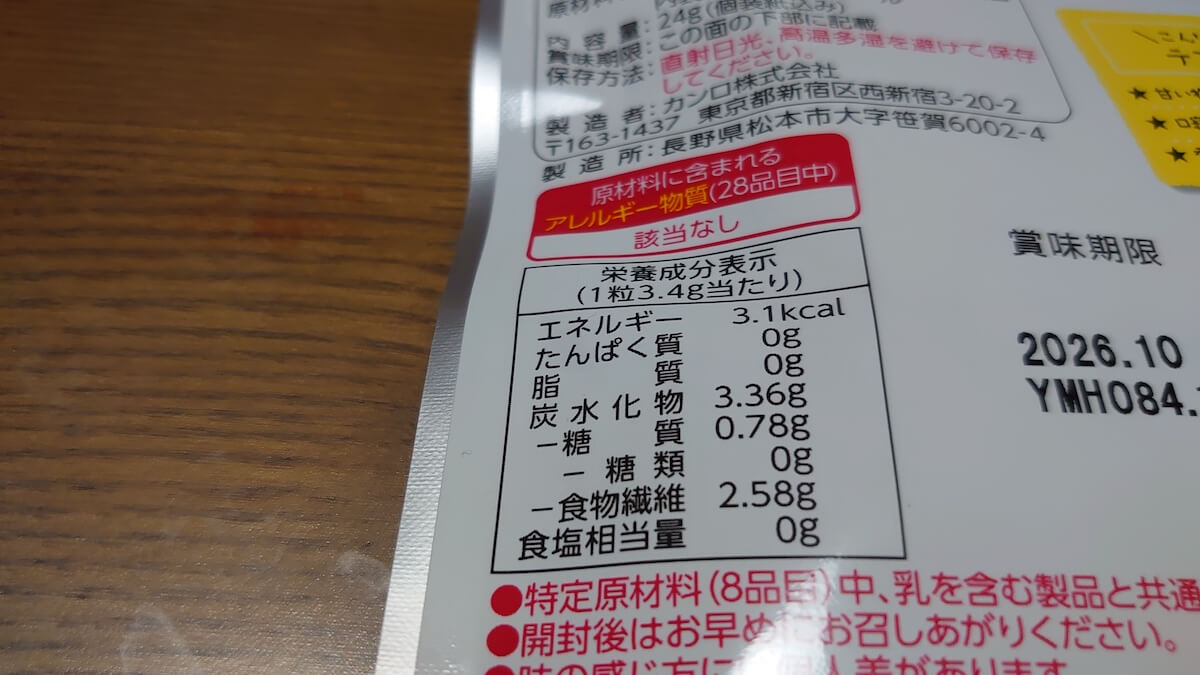 原材料
内容量：24g(個装紙込み)
賞味期限：この面の下部に記載
保存方法：直射日光、高温多湿を避けて保存
してください。
製造者：カンロ株式会社
〒163-1437 東京都新宿区西新宿3-20-2
製造所：長野県松本市大字笹賀6002-4
原材料に含まれる
アレルギー物質(28品目中)
該当なし
栄養成分表示
(1粒3.4g当たり)
エネルギー 3.1kcal
たんぱく質 0g
脂質 0g
炭水化物 3.36g
－糖質 0.78g
－糖類 0g
－食物繊維 2.58g
食塩相当量 0g
●特定原材料(8品目)中、乳を含む製品と共通
●開封後はお早めにお召しあがりください。
賞味期限
2026.10
YMH084.
＼こん
★甘い
★
★